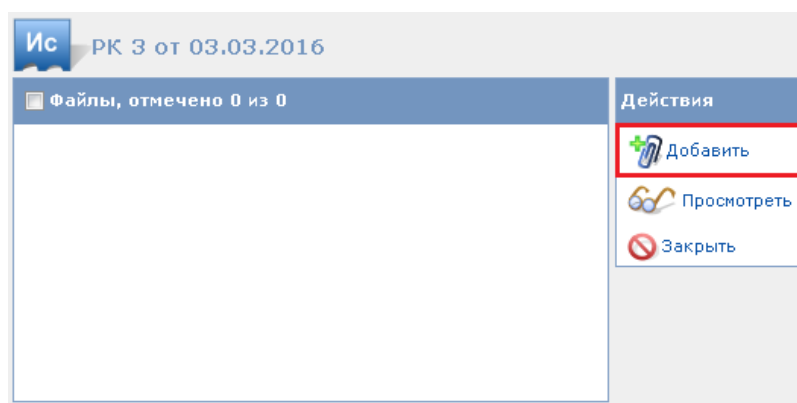 Ис
РК 3 от 03.03.2016
Файлы, отмечено 0 из 0
Действия
Добавить
Просмотреть
Закрыть